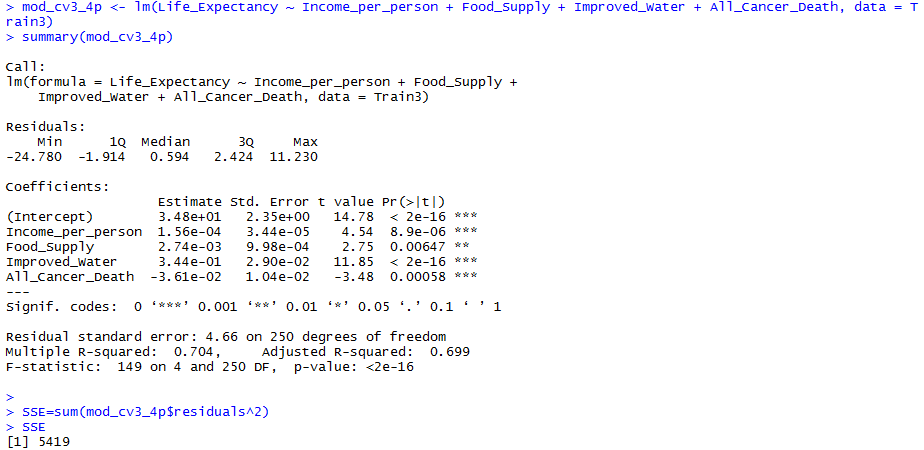 > mod_cv3_4p <- lm(Life_Expectancy ~ Income_per_person + Food_Supply + Improved_Water + All_Cancer_Death, data = T
rain3)
> summary(mod_cv3_4p)
Call:
lm(formula = Life_Expectancy ~ Income_per_person + Food_Supply +
    Improved_Water + All_Cancer_Death, data = Train3)
Residuals:
    Min      1Q  Median      3Q     Max
-24.780  -1.914   0.594   2.424  11.230
Coefficients:
                    Estimate Std. Error t value Pr(>|t|)
(Intercept)         3.48e+01   2.35e+00   14.78  < 2e-16 ***
Income_per_person   1.56e-04   3.44e-05    4.54  8.9e-06 ***
Food_Supply         2.74e-03   9.98e-04    2.75  0.00647 **
Improved_Water      3.44e+01   2.90e-02   11.85  < 2e-16 ***
All_Cancer_Death   -3.61e-02   1.04e-02   -3.48  0.00058 ***
---
Signif. codes:  0 ‘***’ 0.001 ‘**’ 0.01 ‘*’ 0.05 ‘.’ 0.1 ‘ ’ 1
Residual standard error: 4.66 on 250 degrees of freedom
Multiple R-squared:  0.704,     Adjusted R-squared:  0.699
F-statistic:  149 on 4 and 250 DF,  p-value: <2e-16
>
> SSE=sum(mod_cv3_4p$residuals^2)
> SSE
[1] 5419